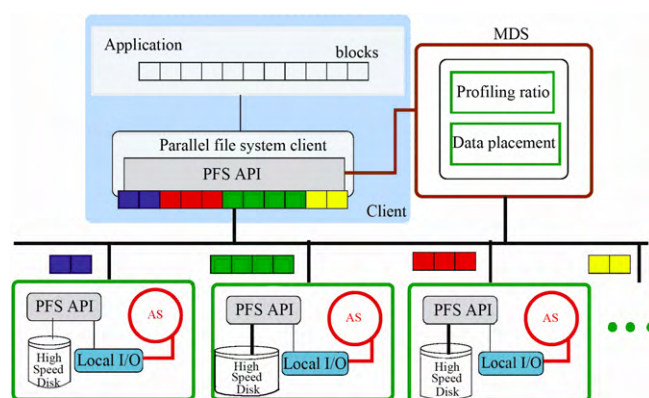 MDS
Application
blocks
Profiling ratio
Data placement
Parallel file system client
PFS API
Client
PFS API
AS
High
Speed
Disk
Local I/O
PFS API
AS
High
Speed
Disk
Local I/O
PFS API
AS
High
Speed
Disk
Local I/O